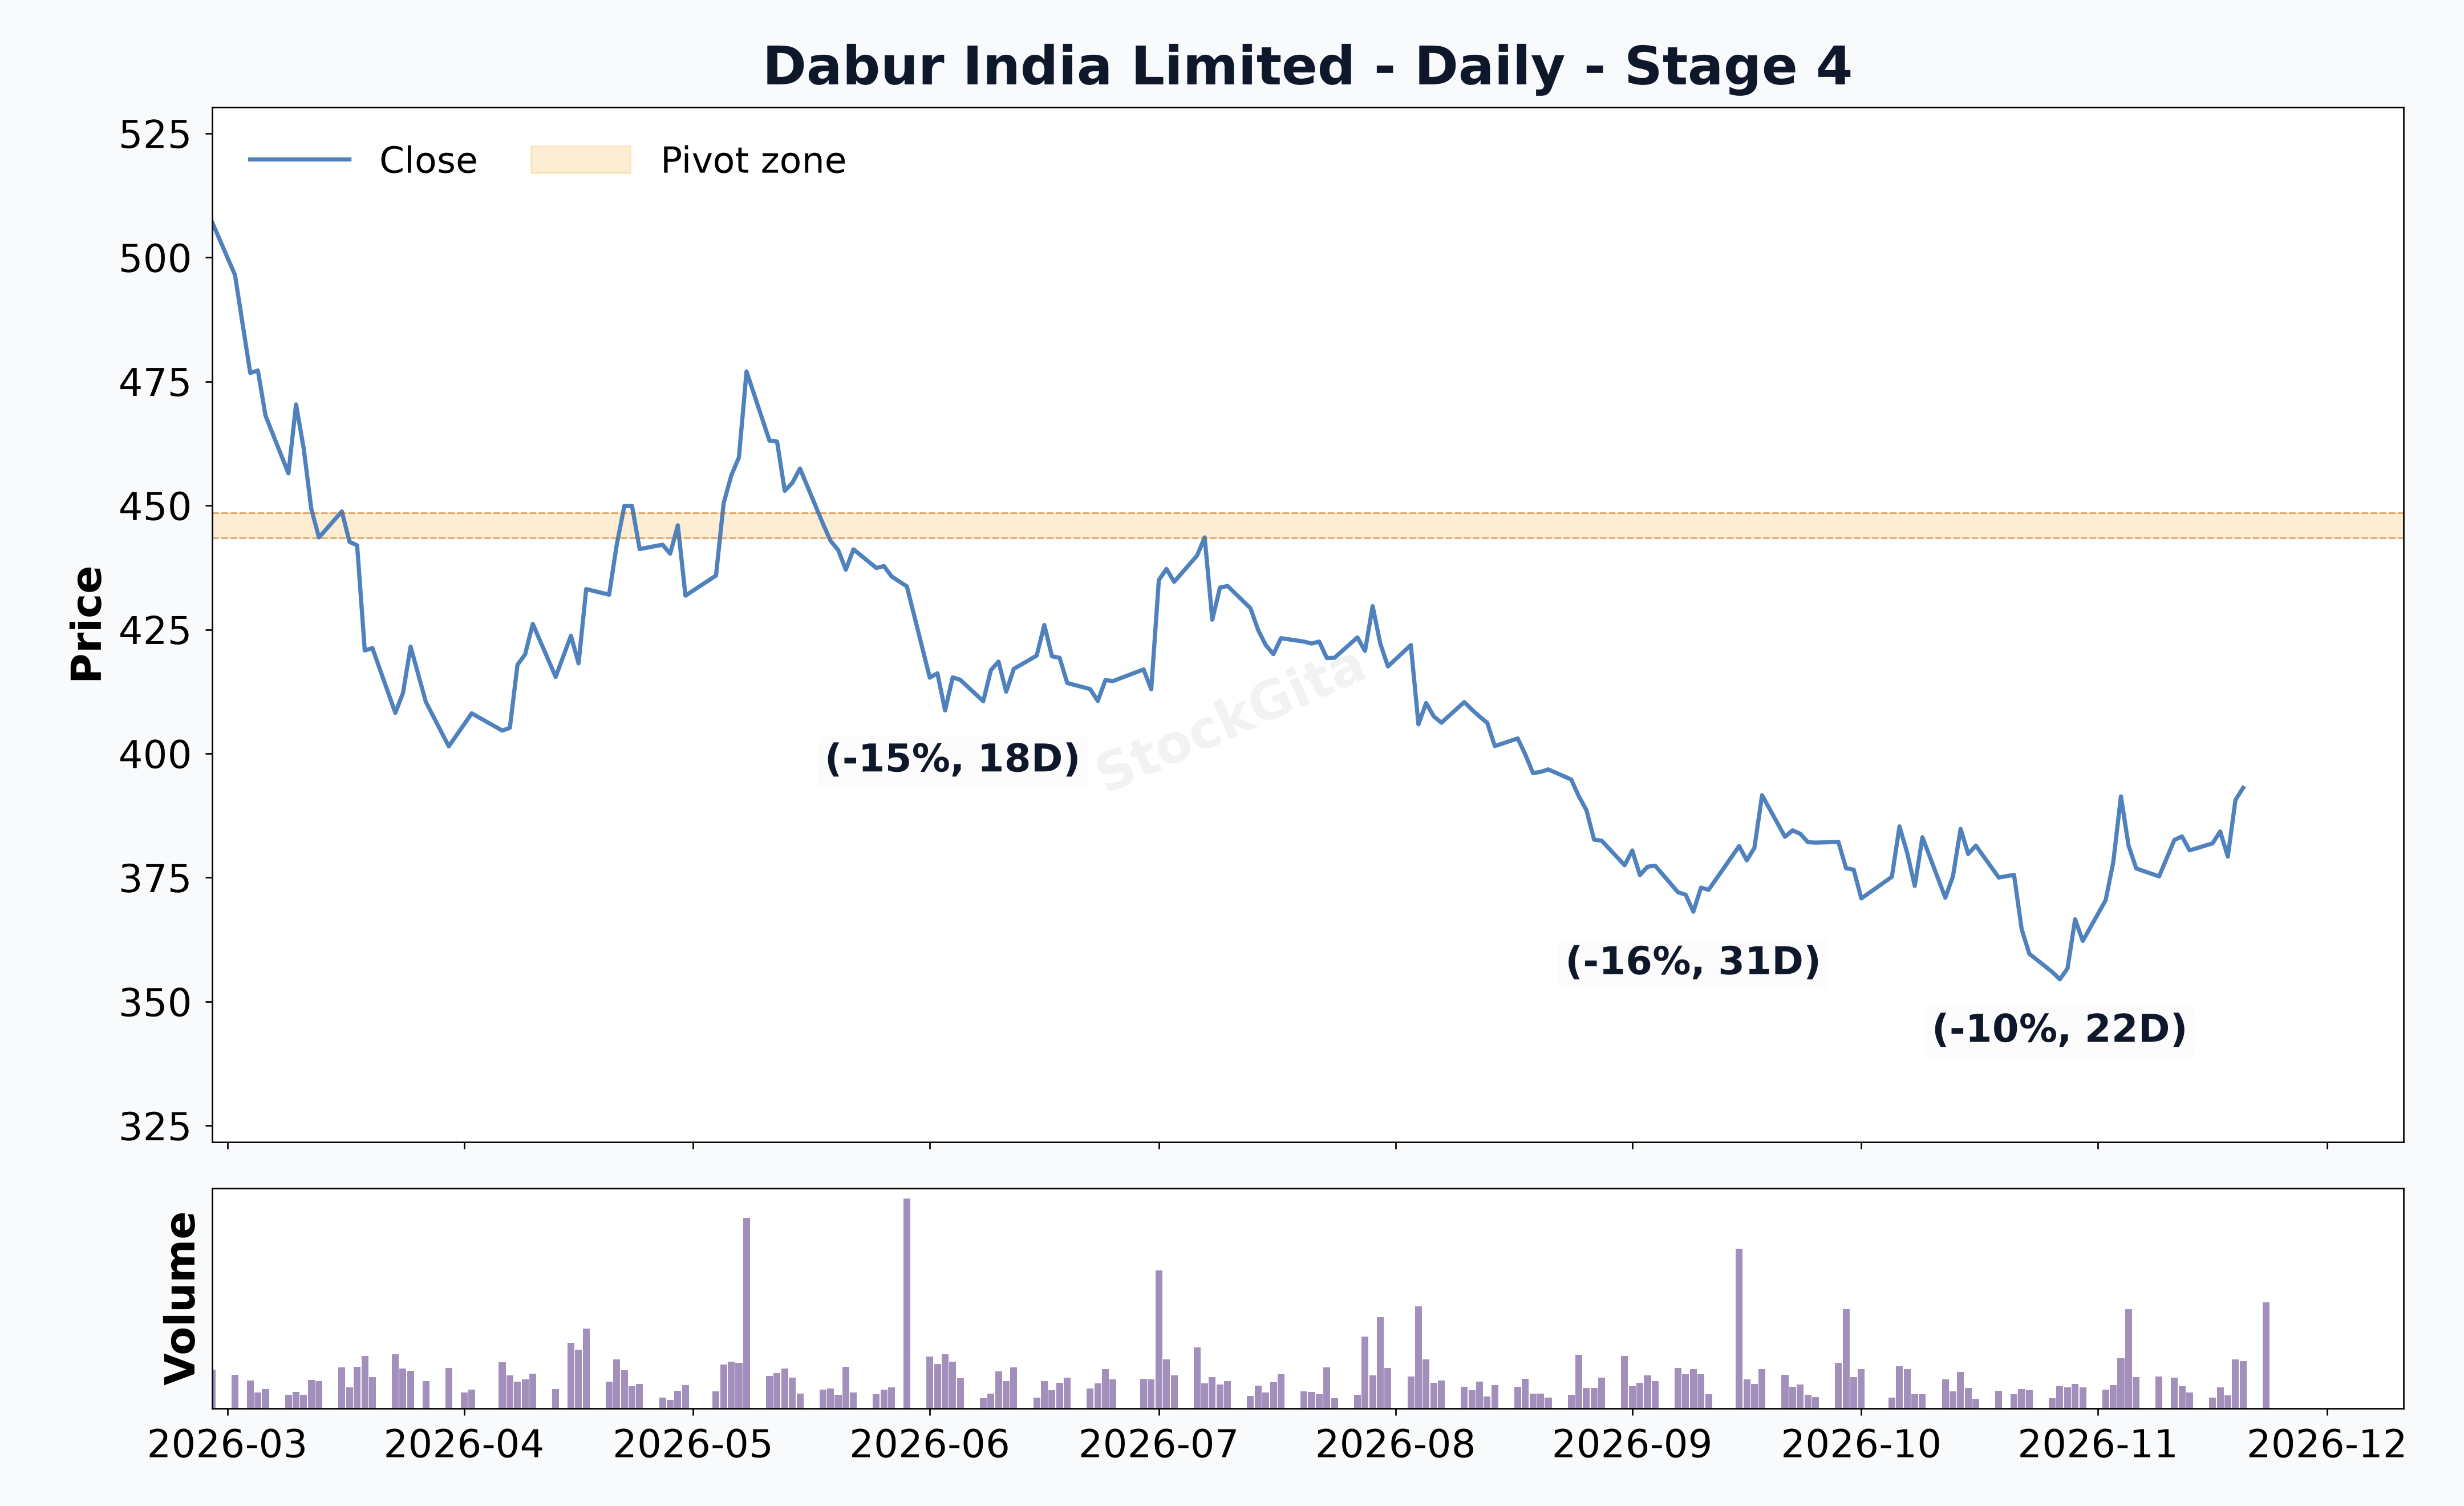 Dabur India Limited - Daily - Stage 4
Close
Pivot zone
525
500
475
450
425
400
375
350
325
Price
StockGita
(-15%, 18D)
(-16%, 31D)
(-10%, 22D)
Volume
2026-03
2026-04
2026-05
2026-06
2026-07
2026-08
2026-09
2026-10
2026-11
2026-12